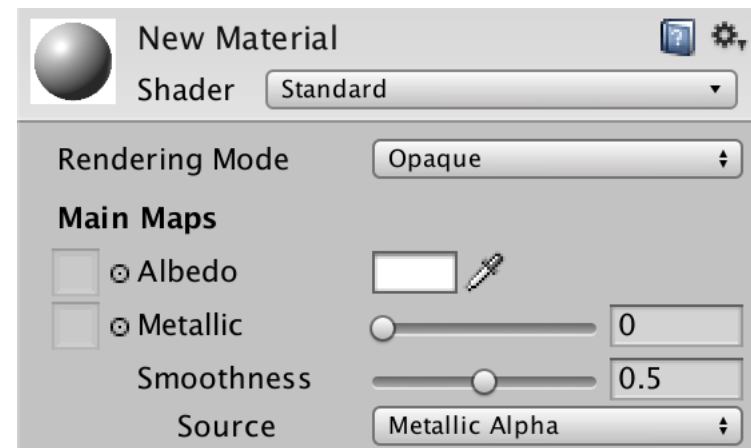 New Material
Shader Standard
Rendering Mode Opaque
Main Maps
Albedo
Metallic 0
Smoothness 0.5
Source Metallic Alpha